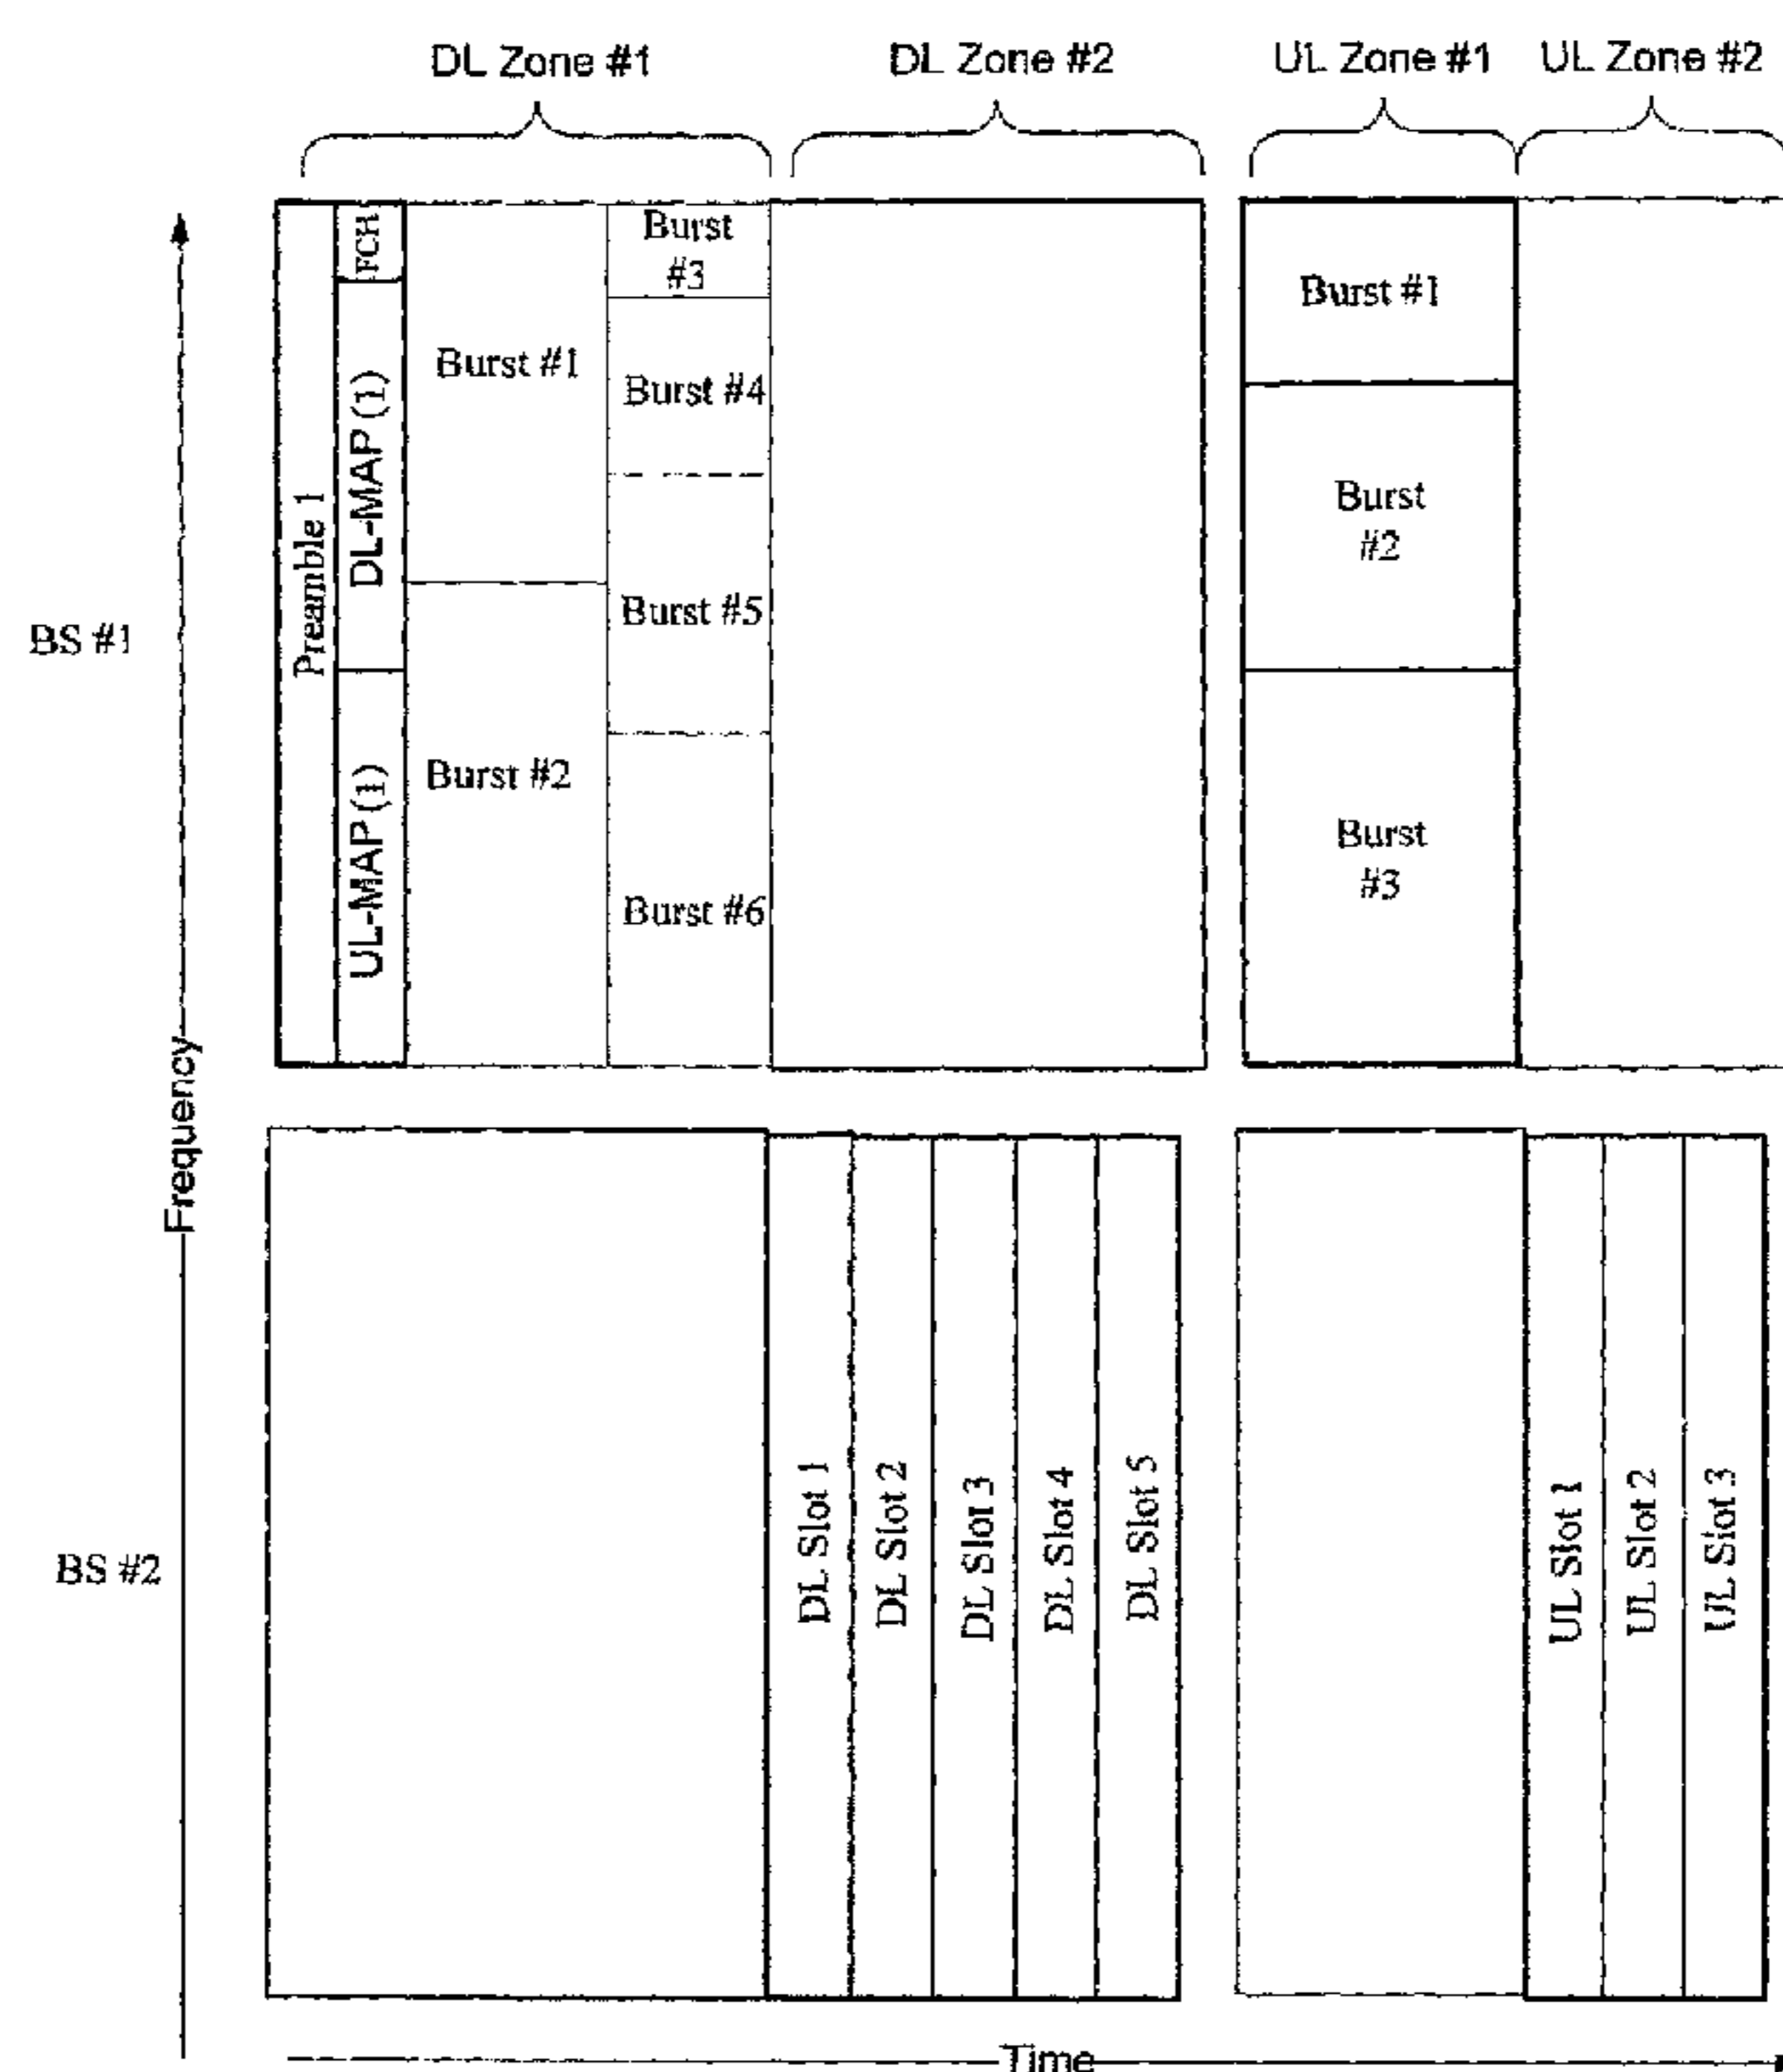 DL Zone #1
DL Zone #2
UL Zone #1
UL Zone #2
BS #1
Frequency
Preamble 1
FCH
DL-MAP (1)
UL-MAP (1)
Burst #1
Burst #2
Burst
#3
Burst #4
Burst #5
Burst #6
Burst #1
Burst
#2
Burst
#3
BS #2
DL Slot 1
DL Slot 2
DL Slot 3
DL Slot 4
DL Slot 5
UL Slot 1
UL Slot 2
UL Slot 3
Time